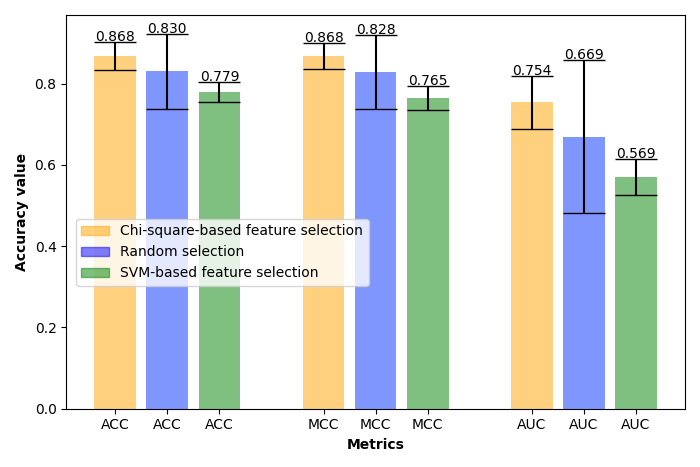 0.868
0.830
0.779
0.868
0.828
0.765
0.754
0.669
0.569
Accuracy value
0.8
0.6
0.4
0.2
0.0
Chi-square-based feature selection
Random selection
SVM-based feature selection
ACC ACC ACC MCC MCC MCC AUC AUC AUC
Metrics